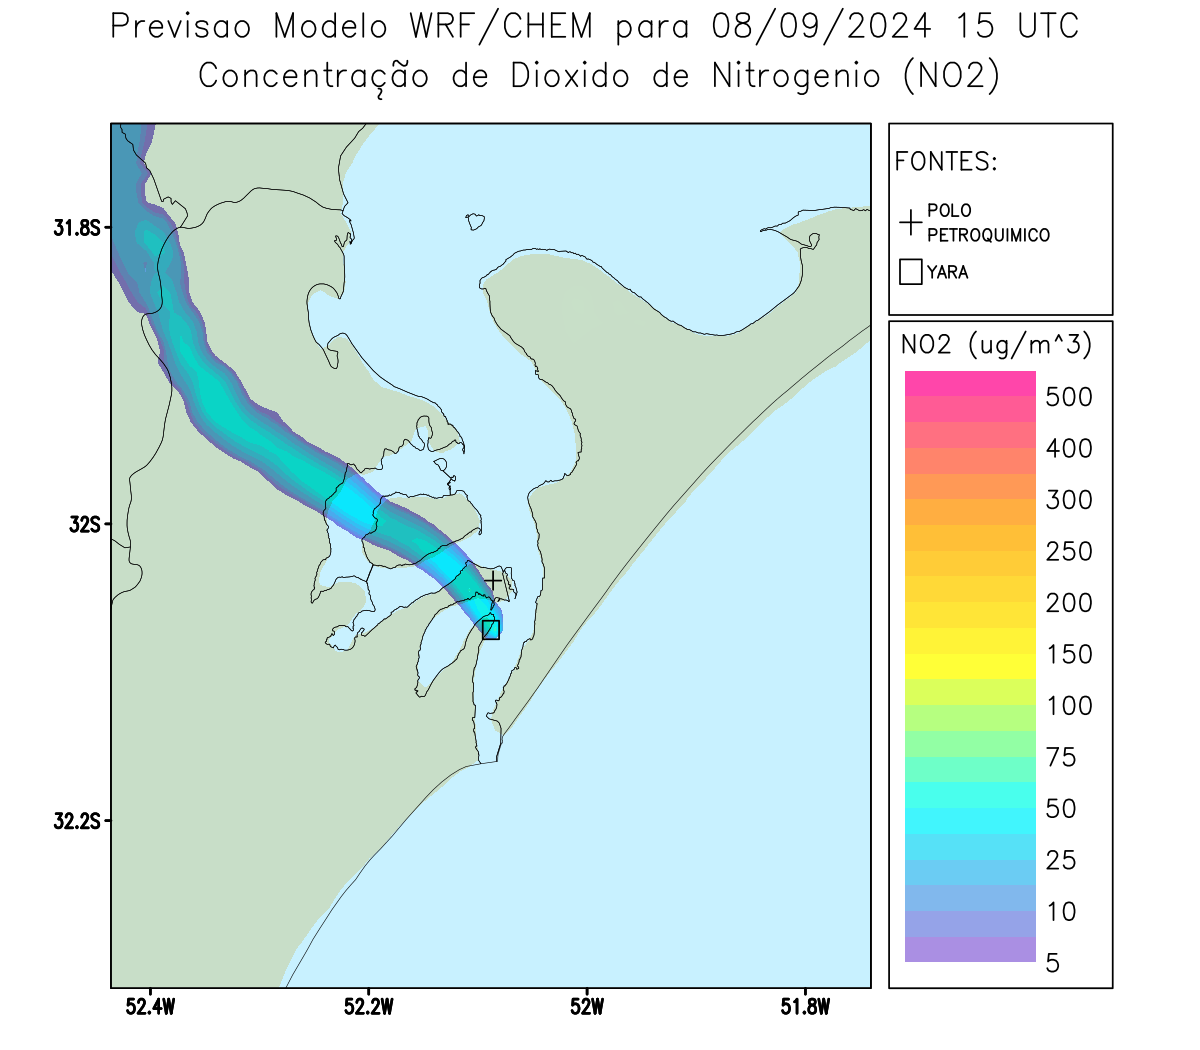 Previsao Modelo WRF/CHEM para 08/09/2024 15 UTC
Concentração de Dioxido de Nitrogenio (NO2)
FONTES:
POLO
PETROQUIMICO
YARA
31.8S
32S
32.2S
52.4W
52.2W
52W
51.8W
NO2 (ug/m^3)
500
400
300
250
200
150
100
75
50
25
10
5